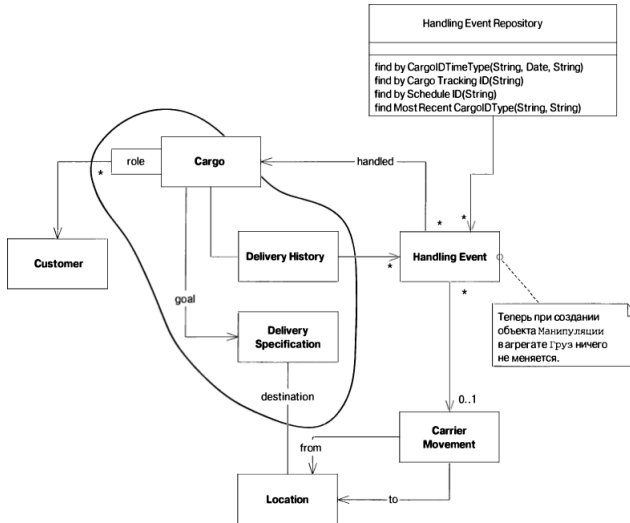 Handling Event Repository
find by CargoIDTimeType(String, Date, String)
find by Cargo Tracking ID(String)
find by Schedule ID(String)
find Most Recent CargoIDType(String, String)
role
Cargo
handled
*
*
*
Customer
Delivery History
*
Handling Event
*
goal
Delivery
Specification
Теперь при создании
объекта Манипуляции
в агрегате Груз ничего
не меняется.
destination
0..1
Carrier
Movement
from
Location
to